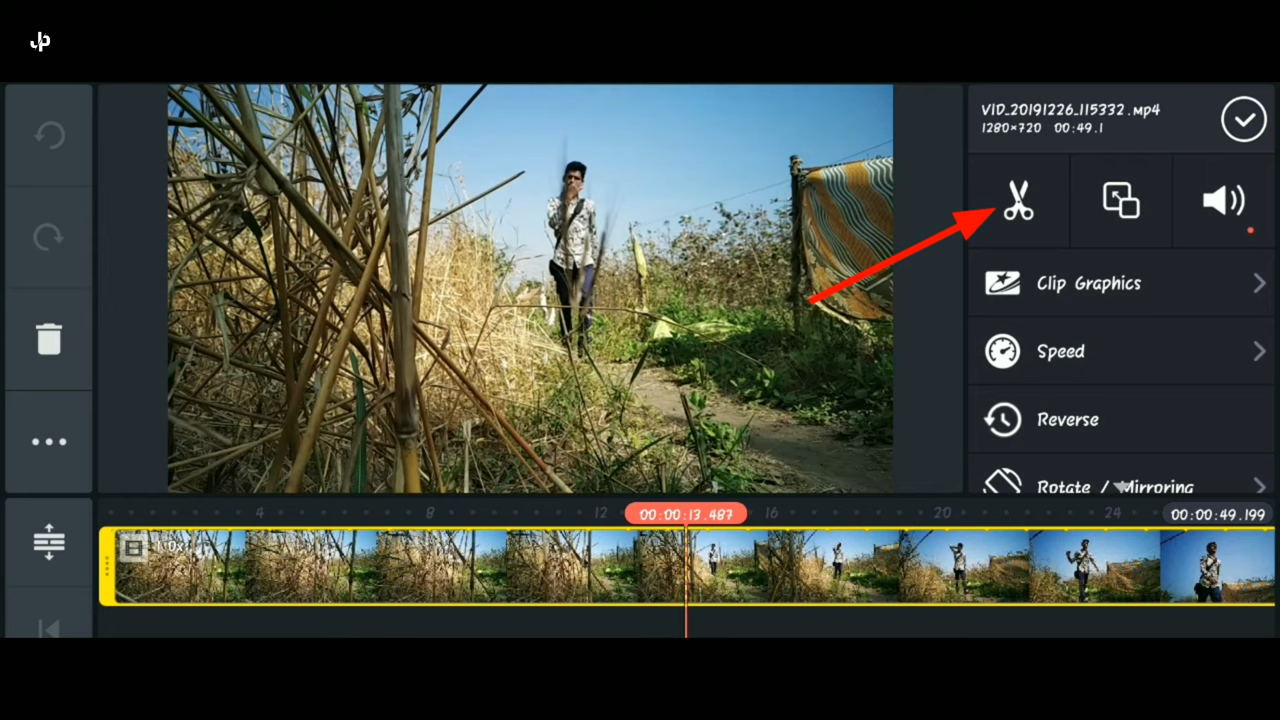 Jp
VID_20191226_115332.mp4
1280×720 00:49.1
Clip Graphics
Speed
Reverse
Rotate / Mirroring
4 8 12 00:00:13.487 16 20 24 00:00:49.199